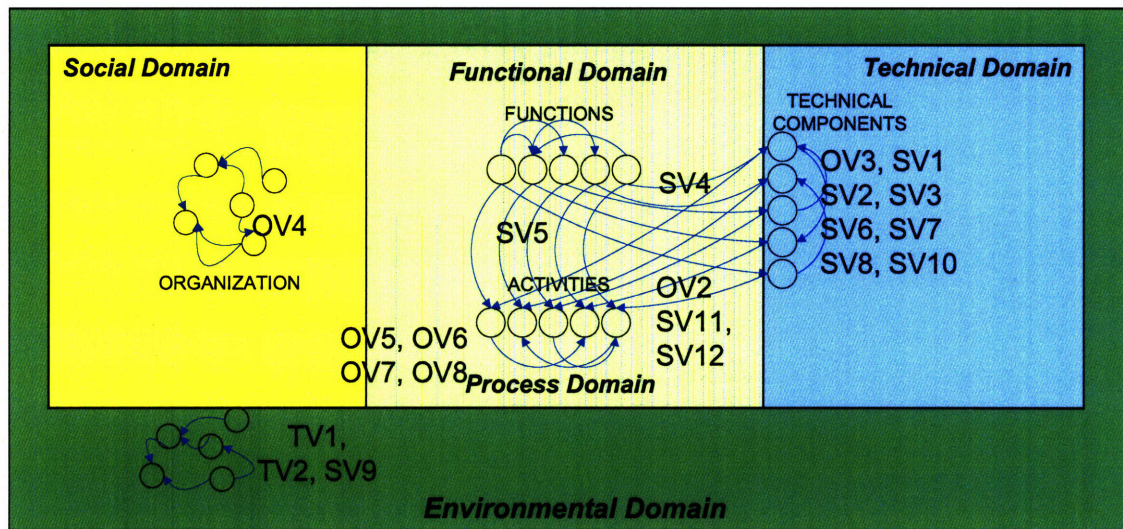 Social Domain
Functional Domain
Technical Domain
FUNCTIONS
TECHNICAL
COMPONENTS
OV3, SV1
SV2, SV3
SV6, SV7
SV8, SV10
SV4
OV4
SV5
ORGANIZATION
ACTIVITIES
OV2
SV11,
SV12
OV5, OV6
OV7, OV8
Process Domain
TV1,
TV2, SV9
Environmental Domain